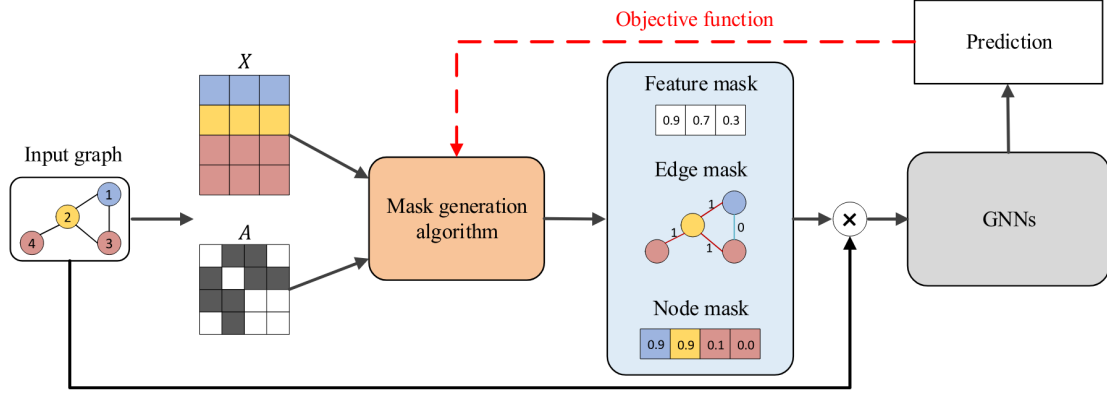 Objective function
Prediction
X
Feature mask
0.9 0.7 0.3
Input graph
1
2
4 3
Mask generation
algorithm
Edge mask
1
0
1
1
GNNs
×
A
Node mask
0.9 0.9 0.1 0.0